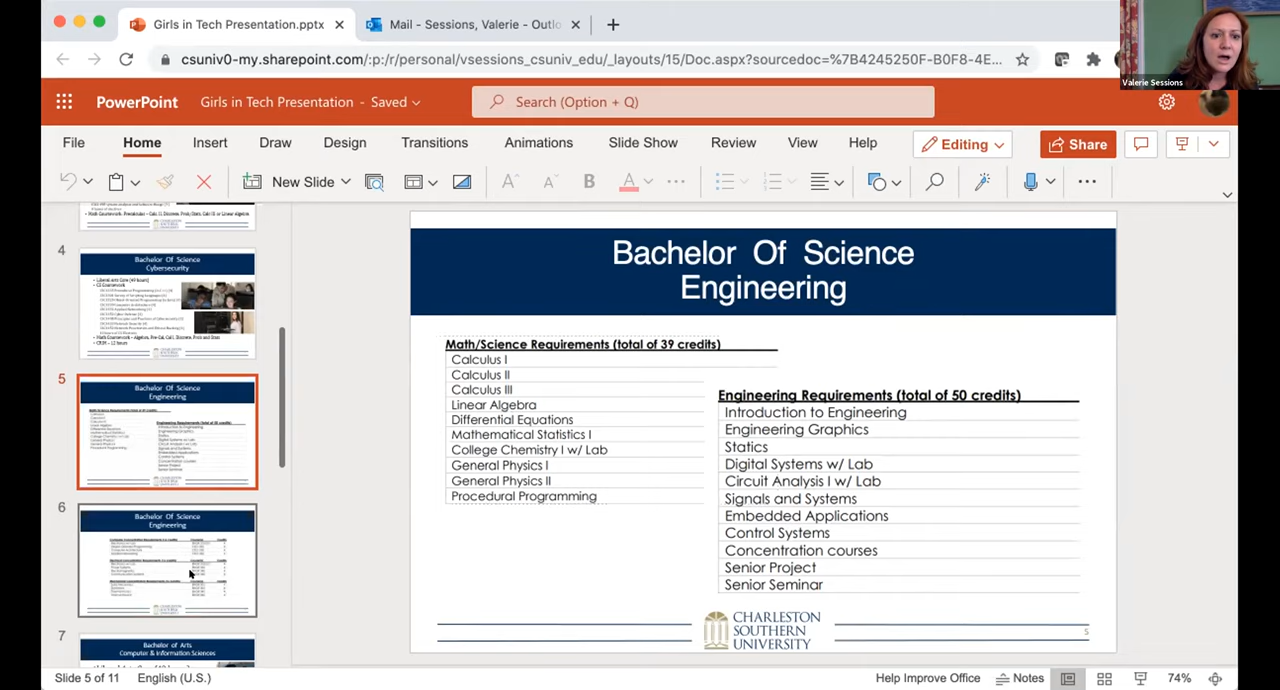 Girls in Tech Presentation.pptx
Mail - Sessions, Valerie - Outlo
csuniv0-my.sharepoint.com/:p:/r/personal/vsessions_csuniv_edu/_layouts/15/Doc.aspx?sourcedoc=%7B4245250F-B0F8-4E...
Valerie Sessions
PowerPoint
Girls in Tech Presentation - Saved
Search (Option + Q)
File
Home
Insert
Draw
Design
Transitions
Animations
Slide Show
Review
View
Help
Editing
Share
New Slide
4
Bachelor Of Science
Cybersecurity
5
Bachelor Of Science
Engineering
6
Bachelor Of Science
Engineering
7
Bachelor of Arts
Computer & Information Sciences
Bachelor Of Science
Engineering
Math/Science Requirements (total of 39 credits)
Calculus I
Calculus II
Calculus III
Linear Algebra
Differential Equations
Mathematical Statistics I
College Chemistry I w/ Lab
General Physics I
General Physics II
Procedural Programming
Engineering Requirements (total of 50 credits)
Introduction to Engineering
Engineering Graphics
Statics
Digital Systems w/ Lab
Circuit Analysis I w/ Lab
Signals and Systems
Embedded Applications
Control Systems
Concentration courses
Senior Project
Senior Seminar
CHARLESTON
SOUTHERN
UNIVERSITY
5
Slide 5 of 11
English (U.S.)
Help Improve Office
Notes
74%